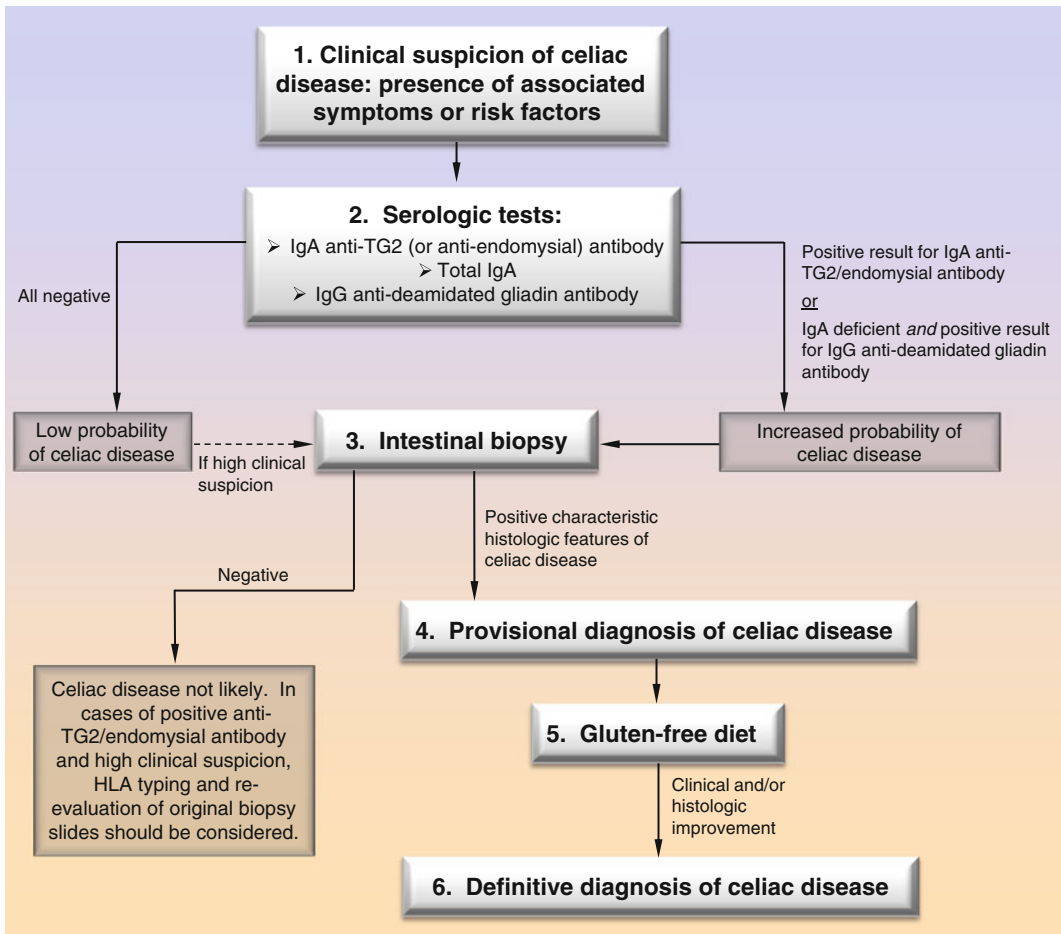 1. Clinical suspicion of celiac
disease: presence of associated
symptoms or risk factors
2. Serologic tests:
➢ IgA anti-TG2 (or anti-endomysial) antibody
➢ Total IgA
➢ IgG anti-deamidated gliadin antibody
All negative
Positive result for IgA anti-
TG2/endomysial antibody
or
IgA deficient and positive result
for IgG anti-deamidated gliadin
antibody
Low probability
of celiac disease
If high clinical
suspicion
3. Intestinal biopsy
Increased probability of
celiac disease
Positive characteristic
histologic features of
celiac disease
Negative
4. Provisional diagnosis of celiac disease
Celiac disease not likely. In
cases of positive anti-
TG2/endomysial antibody
and high clinical suspicion,
HLA typing and re-
evaluation of original biopsy
slides should be considered.
5. Gluten-free diet
Clinical and/or
histologic
improvement
6. Definitive diagnosis of celiac disease